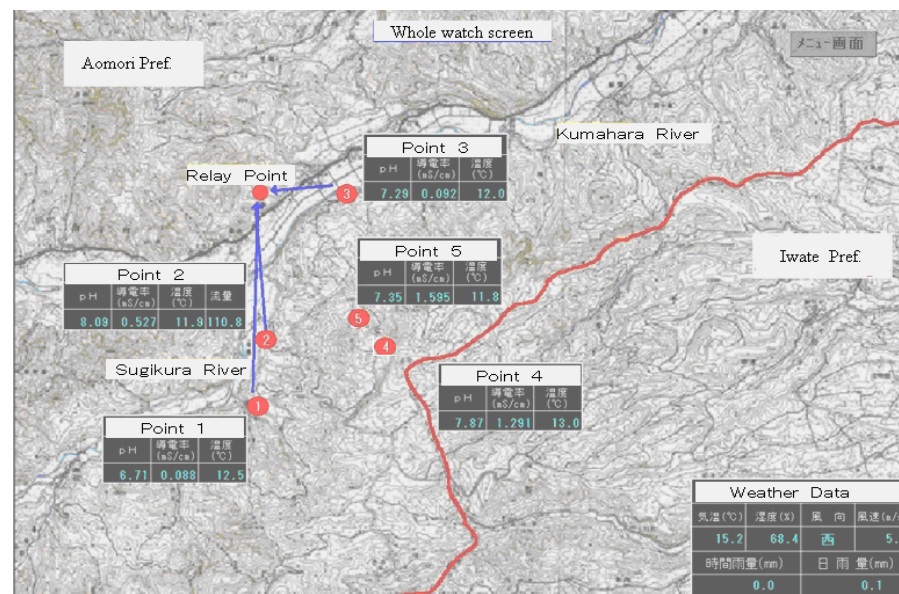 Whole watch screen
メニュー画面
Aomori Pref.
Kumahara River
Point 3
pH 導電率(mS/cm) 温度(℃)
7.29 0.092 12.0
Relay Point
3
Point 5
pH 導電率(mS/cm) 温度(℃)
7.35 1.595 11.8
Iwate Pref.
Point 2
pH 導電率(mS/cm) 温度(℃) 流量
8.09 0.527 11.9 110.8
5
2
4
Sugikura River
Point 4
pH 導電率(mS/cm) 温度(℃)
7.87 1.291 13.0
1
Point 1
pH 導電率(mS/cm) 温度(℃)
6.71 0.088 12.5
Weather Data
気温(℃) 湿度(%) 風向 風速(m/
15.2 68.4 西 5.
時間雨量(mm) 日雨量(mm)
0.0 0.1